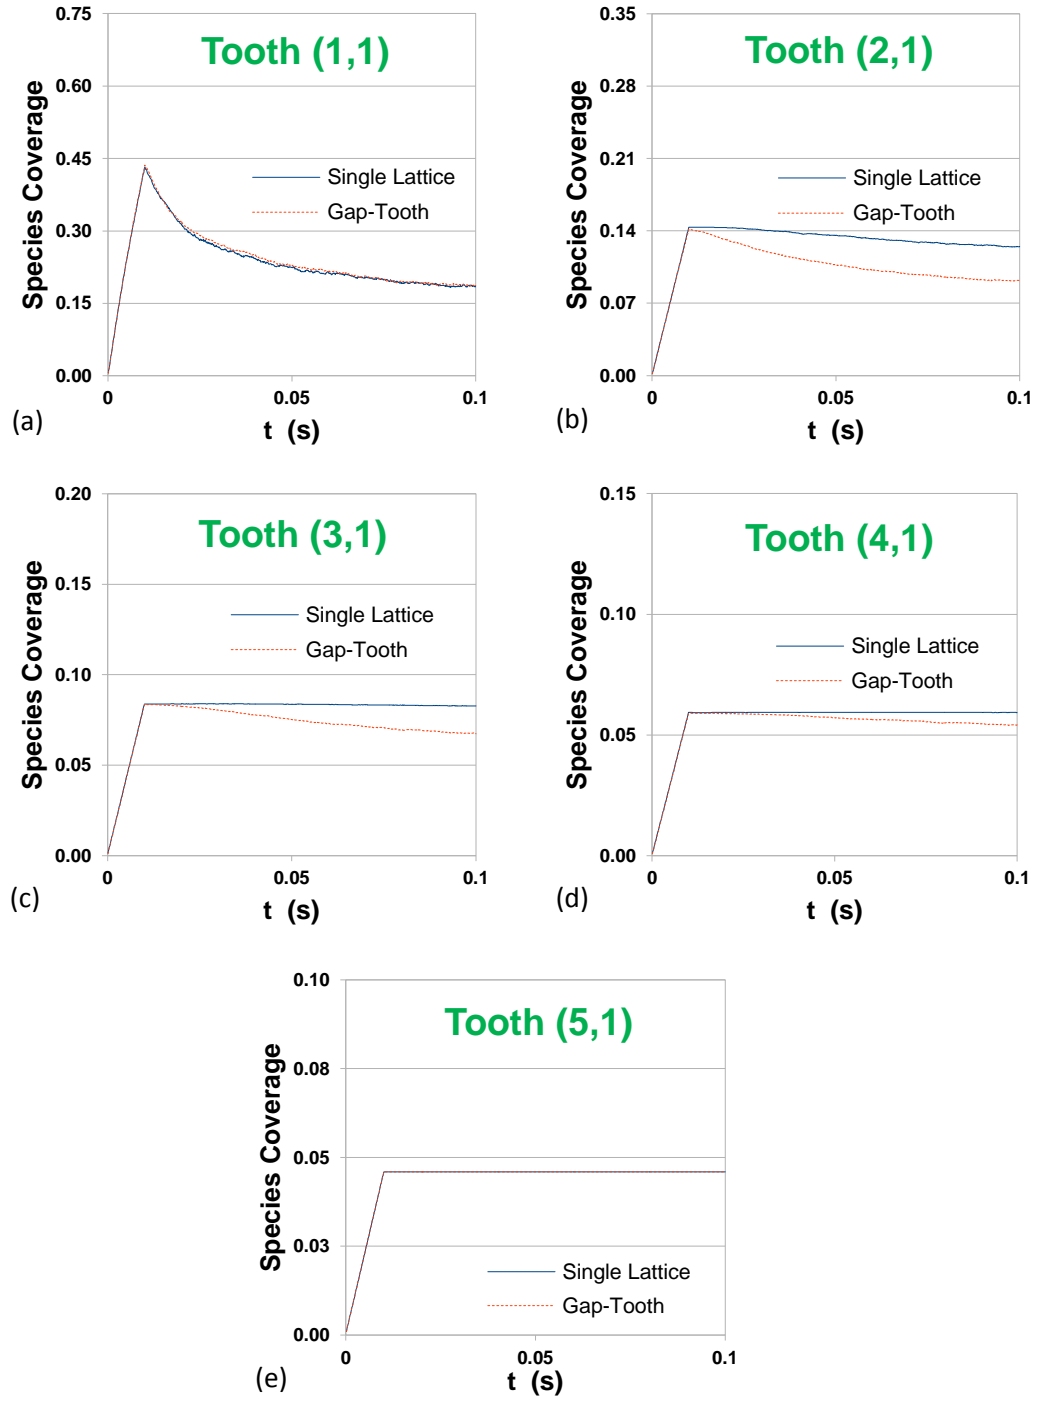 Tooth (1,1)
Species Coverage
0.75
0.60
0.45
0.30
0.15
0.00
Single Lattice
Gap-Tooth
0
0.05
0.1
t (s)
(a)
Tooth (2,1)
Species Coverage
0.35
0.28
0.21
0.14
0.07
0.00
Single Lattice
Gap-Tooth
0
0.05
0.1
t (s)
(b)
Tooth (3,1)
Species Coverage
0.20
0.15
0.10
0.05
0.00
Single Lattice
Gap-Tooth
0
0.05
0.1
t (s)
(c)
Tooth (4,1)
Species Coverage
0.15
0.10
0.05
0.00
Single Lattice
Gap-Tooth
0
0.05
0.1
t (s)
(d)
Tooth (5,1)
Species Coverage
0.10
0.08
0.05
0.03
0.00
Single Lattice
Gap-Tooth
0
0.05
0.1
t (s)
(e)